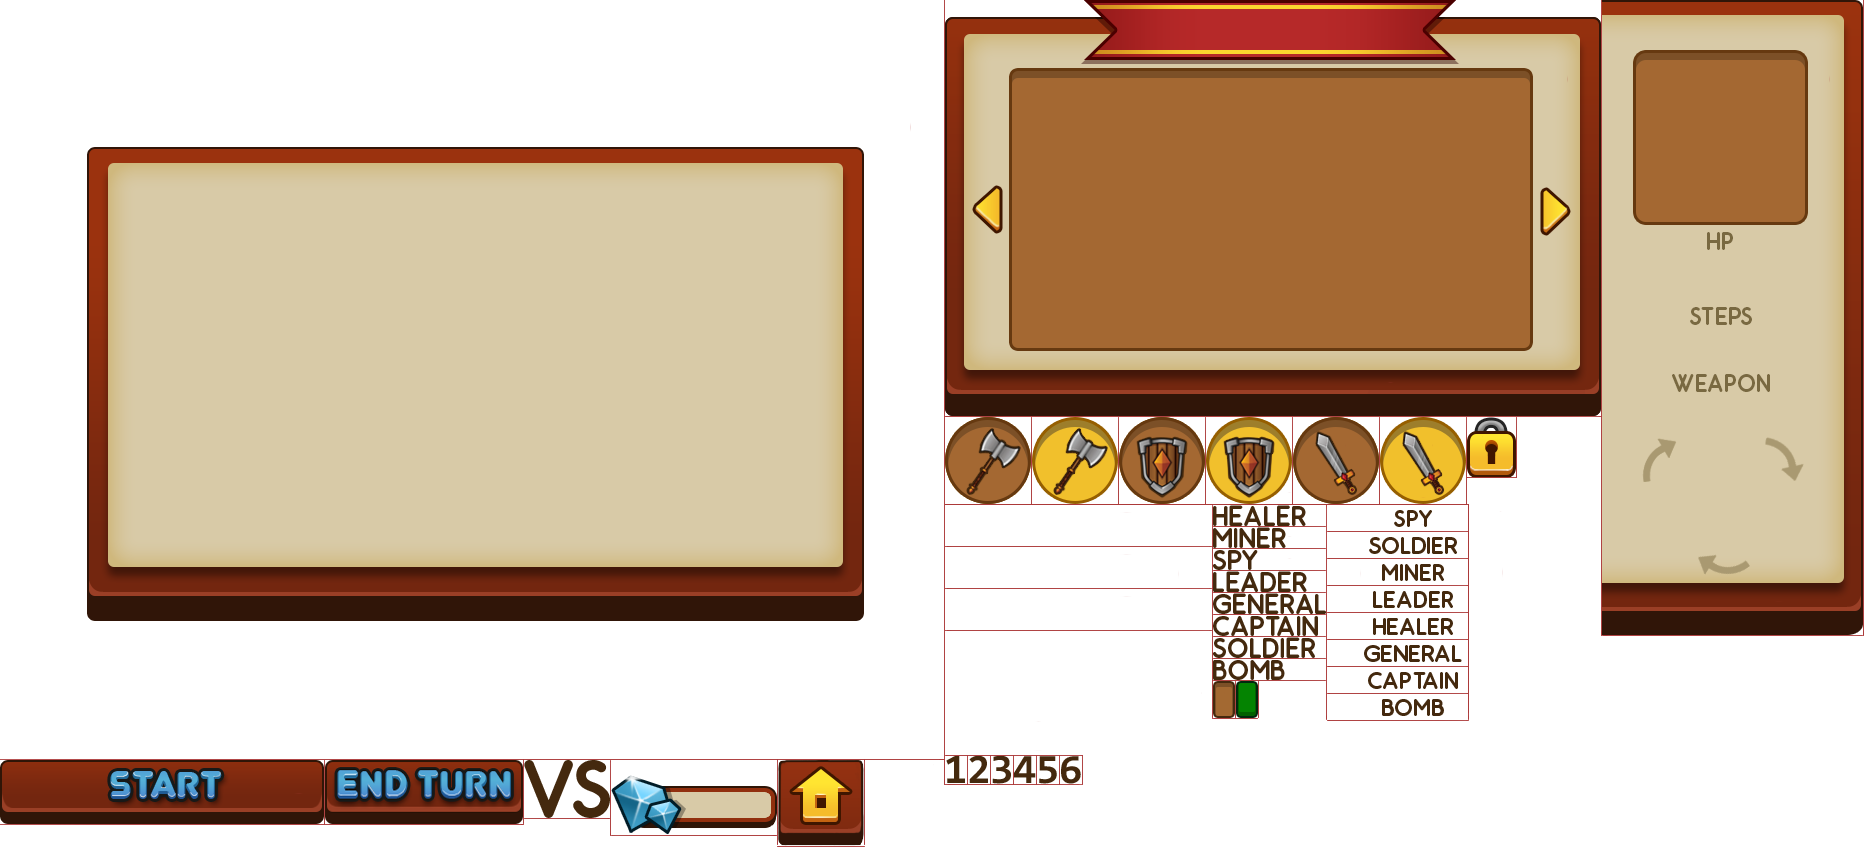 HP
STEPS
WEAPON
HEALER
MINER
SPY
LEADER
GENERAL
CAPTAIN
SOLDIER
BOMB
SPY
SOLDIER
MINER
LEADER
HEALER
GENERAL
CAPTAIN
BOMB
START
END TURN
VS
123456